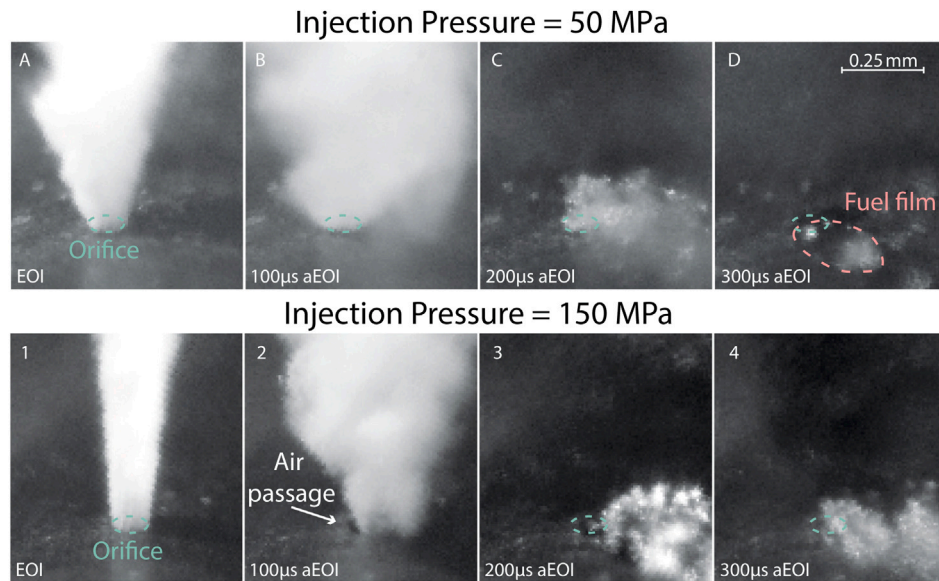 Injection Pressure = 50 MPa
A
B
C
D
0.25 mm
Fuel film
Orifice
EOI
100µs aEOI
200µs aEOI
300µs aEOI
Injection Pressure = 150 MPa
1
2
3
4
Air
passage
Orifice
EOI
100µs aEOI
200µs aEOI
300µs aEOI